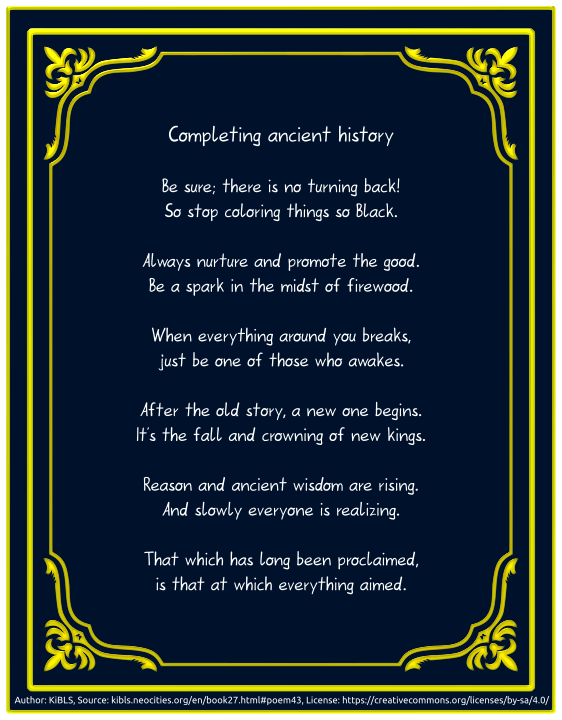 Completing ancient history
Be sure; there is no turning back!
So stop coloring things so Black.
Always nurture and promote the good.
Be a spark in the midst of firewood.
When everything around you breaks,
just be one of those who awakes.
After the old story, a new one begins.
It's the fall and crowning of new kings.
Reason and ancient wisdom are rising.
And slowly everyone is realizing.
That which has long been proclaimed,
is that at which everything aimed.
Author: KiBLS, Source: kibls.neocities.org/en/book27.html#poem43, License: https://creativecommons.org/licenses/by-sa/4.0/